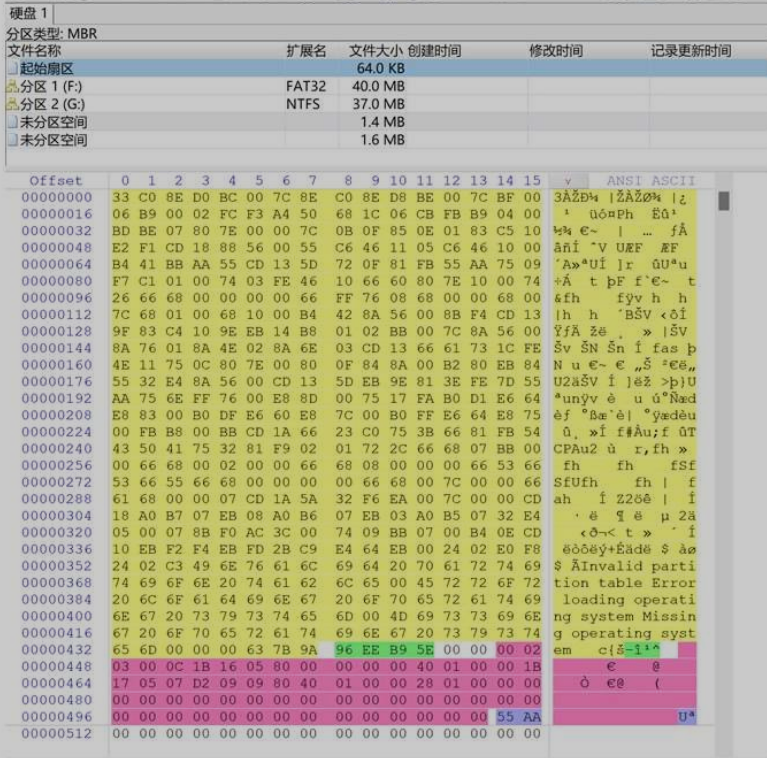 硬盘 1
分区类型: MBR
文件名称 扩展名 文件大小 创建时间 修改时间 记录更新时间
起始扇区 64.0 KB
分区 1 (F:) FAT32 40.0 MB
分区 2 (G:) NTFS 37.0 MB
未分区空间 1.4 MB
未分区空间 1.6 MB
Offset 0 1 2 3 4 5 6 7 8 9 10 11 12 13 14 15 ANSI ASCII
00000000 33 C0 8E D0 BC 00 7C 8E C0 8E D8 BE 00 7C BF 00 3ÀŽÐ¼ |ŽÀŽØ¾ |¿
00000016 06 B9 00 02 FC F3 A4 50 68 1C 06 CB FB B9 04 00 ¹ üó¤Ph Ëû¹
00000032 BD BE 07 80 7E 00 00 7C 0B 0F 85 0E 01 83 C5 10 ½¾ €~ | … ƒÅ
00000048 E2 F1 CD 18 88 56 00 55 C6 46 11 05 C6 46 10 00 âñÍ ˆV UÆF ÆF
00000064 B4 41 BB AA 55 CD 13 5D 72 0F 81 FB 55 AA 75 09 ´A»ªUÍ ]r ûUªu
00000080 F7 C1 01 00 74 03 FE 46 10 66 60 80 7E 10 00 74 ÷Á t þF f`€~ t
00000096 26 66 68 00 00 00 00 66 FF 76 08 68 00 00 68 00 &fh fÿv h h
00000112 7C 68 01 00 68 10 00 B4 42 8A 56 00 8B F4 CD 13 |h h ´BŠV ‹ôÍ
00000128 9F 83 C4 10 9E EB 14 B8 01 02 BB 00 7C 8A 56 00 ŸƒÄ žë ¸ » |ŠV
00000144 8A 76 01 8A 4E 02 8A 6E 03 CD 13 66 61 73 1C FE Šv ŠN Šn Í fas þ
00000160 4E 11 75 0C 80 7E 00 80 0F 84 8A 00 B2 80 EB 84 N u €~ € „Š ²€ë„
00000176 55 32 E4 8A 56 00 CD 13 5D EB 9E 81 3E FE 7D 55 U2äŠV Í ]ëž >þ}U
00000192 AA 75 6E FF 76 00 E8 8D 00 75 17 FA B0 D1 E6 64 ªunÿv è u ú°Ñæd
00000208 E8 83 00 B0 DF E6 60 E8 7C 00 B0 FF E6 64 E8 75 èƒ °ßæ`è| °ÿædèu
00000224 00 FB B8 00 BB CD 1A 66 23 C0 75 3B 66 81 FB 54 û¸ »Í f#Àu;f ûT
00000240 43 50 41 75 32 81 F9 02 01 72 2C 66 68 07 BB 00 CPAu2 ù r,fh »
00000256 00 66 68 00 02 00 00 66 68 08 00 00 00 66 53 66 fh fh fSf
00000272 53 66 55 66 68 00 00 00 00 66 68 00 7C 00 00 66 SfUfh fh | f
00000288 61 68 00 00 07 CD 1A 5A 32 F6 EA 00 7C 00 00 CD ah Í Z2öê | Í
00000304 18 A0 B7 07 EB 08 A0 B6 07 EB 03 A0 B5 07 32 E4 · ë ¶ ë µ 2ä
00000320 05 00 07 8B F0 AC 3C 00 74 09 BB 07 00 B4 0E CD ‹ð¬< t » ´ Í
00000336 10 EB F2 F4 EB FD 2B C9 E4 64 EB 00 24 02 E0 F8 ëòôëý+Éädë $ àø
00000352 24 02 C3 49 6E 76 61 6C 69 64 20 70 61 72 74 69 $ ÃInvalid parti
00000368 74 69 6F 6E 20 74 61 62 6C 65 00 45 72 72 6F 72 tion table Error
00000384 20 6C 6F 61 64 69 6E 67 20 6F 70 65 72 61 74 69 loading operati
00000400 6E 67 20 73 79 73 74 65 6D 00 4D 69 73 73 69 6E ng system Missin
00000416 67 20 6F 70 65 72 61 74 69 6E 67 20 73 79 73 74 g operating syst
00000432 65 6D 00 00 00 63 7B 9A 96 EE B9 5E 00 00 00 02 em c{š–î¹^
00000448 03 00 0C 1B 16 05 80 00 00 00 00 40 01 00 00 1B € @
00000464 17 05 07 D2 09 09 80 40 01 00 00 28 01 00 00 00 Ò €@ (
00000480 00 00 00 00 00 00 00 00 00 00 00 00 00 00 00 00
00000496 00 00 00 00 00 00 00 00 00 00 00 00 00 00 55 AA Uª
00000512 00 00 00 00 00 00 00 00 00 00 00 00 00 00 00 00